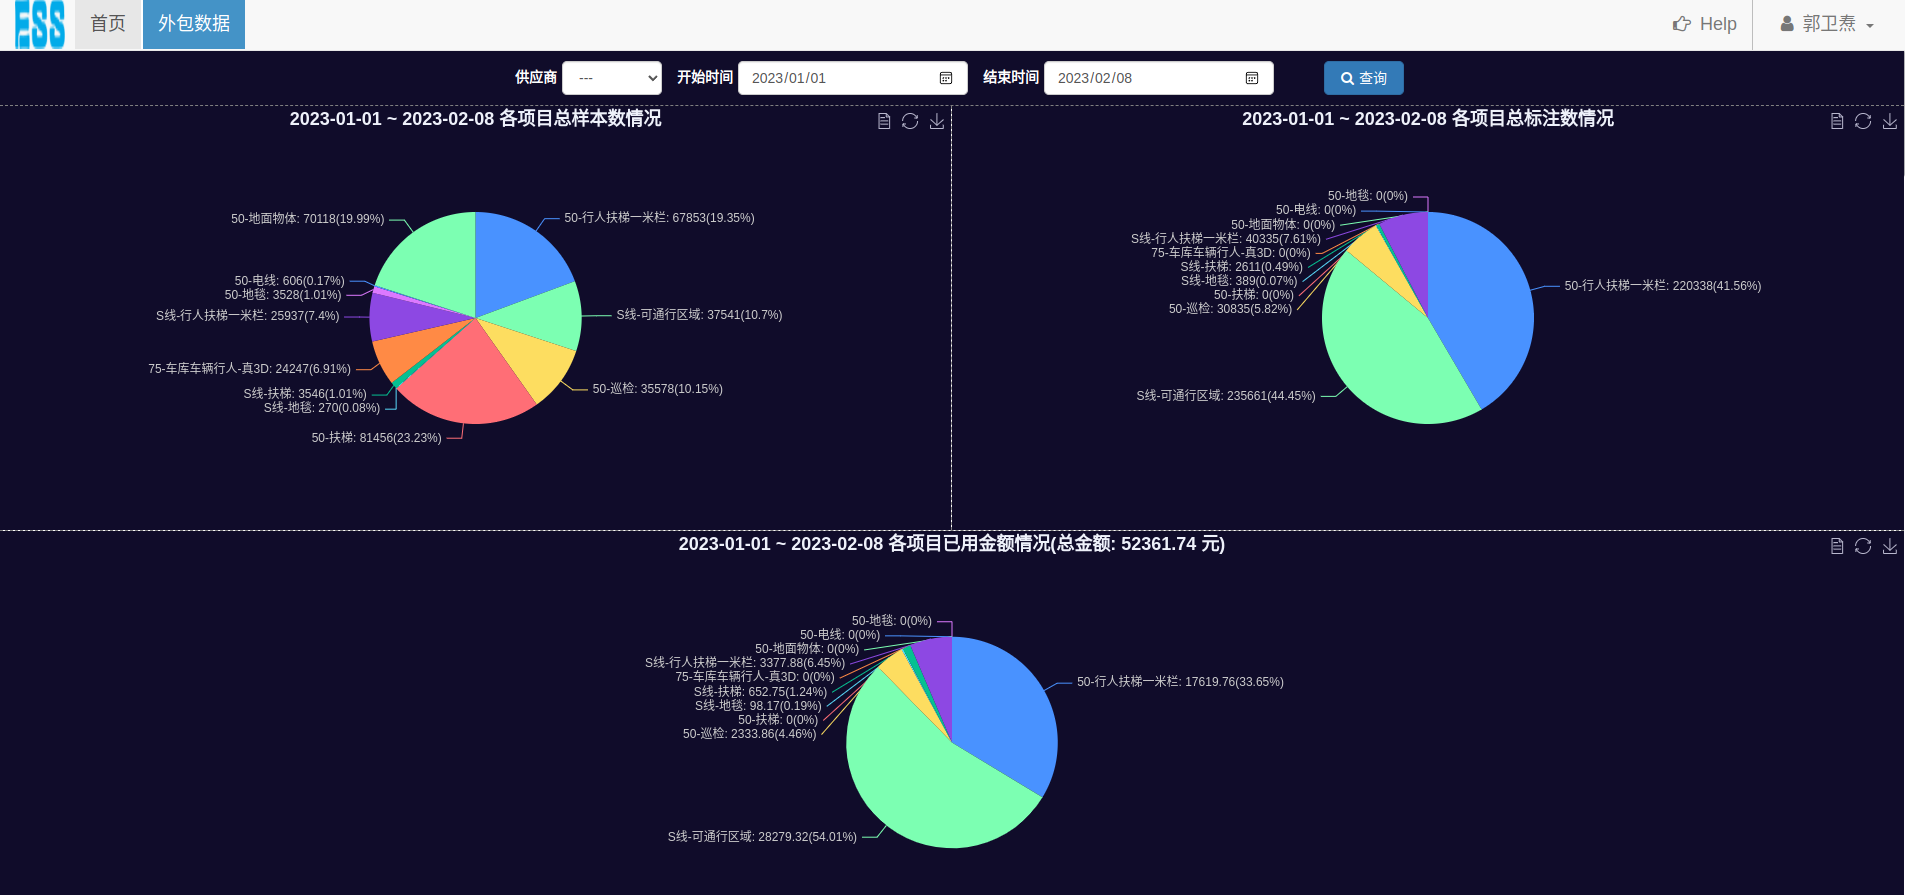 ESS 首页 外包数据 Help 郭卫焘
供应商 --- 开始时间 2023/01/01 结束时间 2023/02/08 查询
2023-01-01 ~ 2023-02-08 各项目总样本数情况
50-地面物体: 70118(19.99%)
50-行人扶梯一米栏: 67853(19.35%)
50-电线: 606(0.17%)
50-地毯: 3528(1.01%)
S线-行人扶梯一米栏: 25937(7.4%)
S线-可通行区域: 37541(10.7%)
75-车库车辆行人-真3D: 24247(6.91%)
50-巡检: 35578(10.15%)
S线-扶梯: 3546(1.01%)
S线-地毯: 270(0.08%)
50-扶梯: 81456(23.23%)
2023-01-01 ~ 2023-02-08 各项目总标注数情况
50-地毯: 0(0%)
50-电线: 0(0%)
50-地面物体: 0(0%)
S线-行人扶梯一米栏: 40335(7.61%)
75-车库车辆行人-真3D: 0(0%)
S线-扶梯: 2611(0.49%)
S线-地毯: 389(0.07%)
50-扶梯: 0(0%)
50-巡检: 30835(5.82%)
50-行人扶梯一米栏: 220338(41.56%)
S线-可通行区域: 235661(44.45%)
2023-01-01 ~ 2023-02-08 各项目已用金额情况(总金额: 52361.74 元)
50-地毯: 0(0%)
50-电线: 0(0%)
50-地面物体: 0(0%)
S线-行人扶梯一米栏: 3377.88(6.45%)
75-车库车辆行人-真3D: 0(0%)
S线-扶梯: 652.75(1.24%)
S线-地毯: 98.17(0.19%)
50-扶梯: 0(0%)
50-巡检: 2333.86(4.46%)
50-行人扶梯一米栏: 17619.76(33.65%)
S线-可通行区域: 28279.32(54.01%)